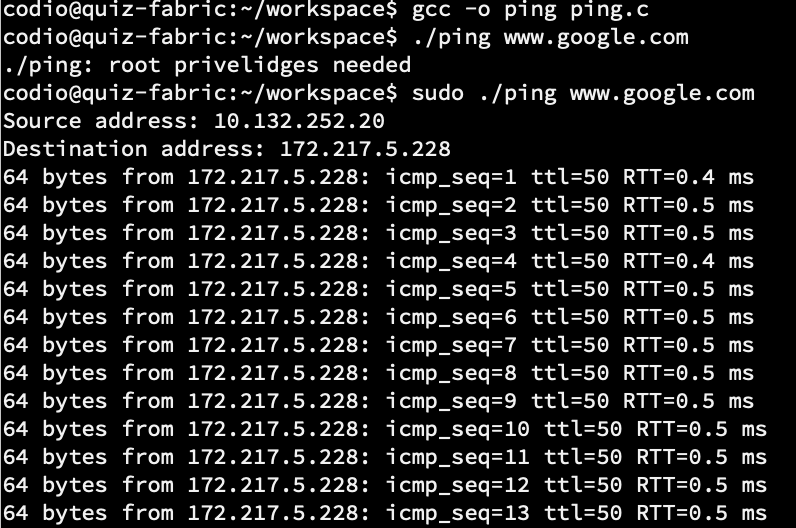 codio@quiz-fabric:~/workspace$ gcc -o ping ping.c
codio@quiz-fabric:~/workspace$ ./ping www.google.com
./ping: root privelidges needed
codio@quiz-fabric:~/workspace$ sudo ./ping www.google.com
Source address: 10.132.252.20
Destination address: 172.217.5.228
64 bytes from 172.217.5.228: icmp_seq=1 ttl=50 RTT=0.4 ms
64 bytes from 172.217.5.228: icmp_seq=2 ttl=50 RTT=0.5 ms
64 bytes from 172.217.5.228: icmp_seq=3 ttl=50 RTT=0.5 ms
64 bytes from 172.217.5.228: icmp_seq=4 ttl=50 RTT=0.4 ms
64 bytes from 172.217.5.228: icmp_seq=5 ttl=50 RTT=0.5 ms
64 bytes from 172.217.5.228: icmp_seq=6 ttl=50 RTT=0.5 ms
64 bytes from 172.217.5.228: icmp_seq=7 ttl=50 RTT=0.5 ms
64 bytes from 172.217.5.228: icmp_seq=8 ttl=50 RTT=0.5 ms
64 bytes from 172.217.5.228: icmp_seq=9 ttl=50 RTT=0.5 ms
64 bytes from 172.217.5.228: icmp_seq=10 ttl=50 RTT=0.5 ms
64 bytes from 172.217.5.228: icmp_seq=11 ttl=50 RTT=0.5 ms
64 bytes from 172.217.5.228: icmp_seq=12 ttl=50 RTT=0.5 ms
64 bytes from 172.217.5.228: icmp_seq=13 ttl=50 RTT=0.5 ms